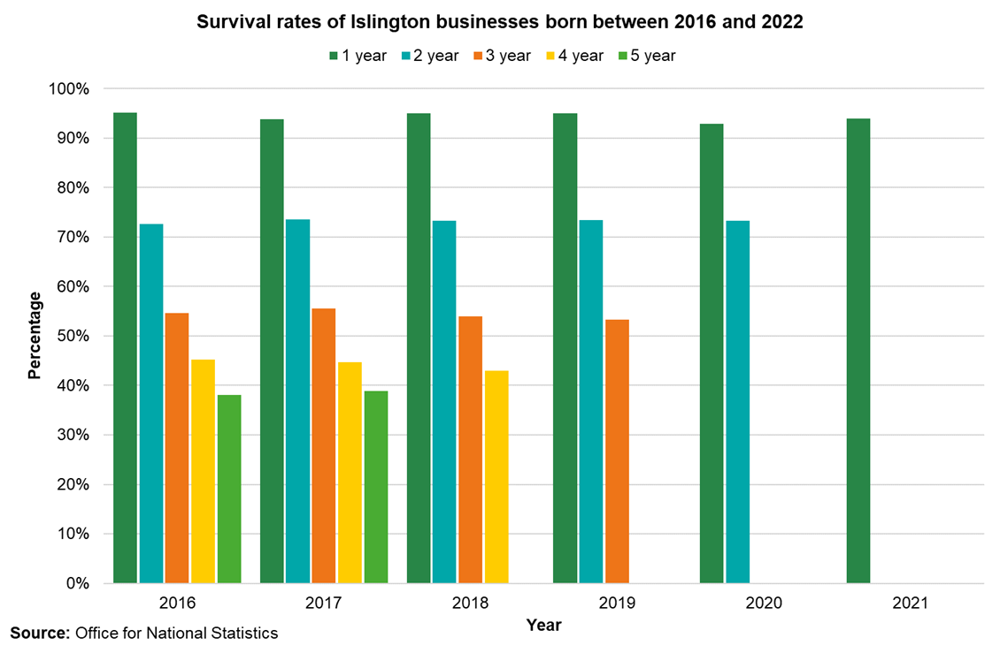 Survival rates of Islington businesses born between 2016 and 2022
1 year 2 year 3 year 4 year 5 year
100%
90%
80%
70%
60%
50%
40%
30%
20%
10%
0%
Percentage
2016 2017 2018 2019 2020 2021
Year
Source: Office for National Statistics